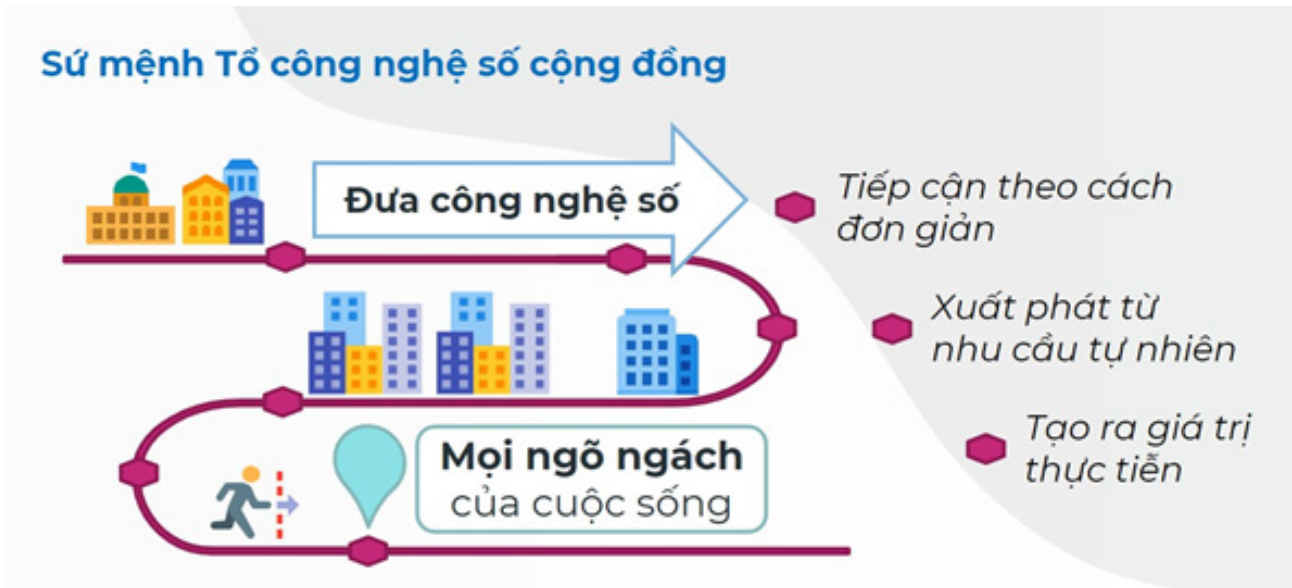 Sứ mệnh Tổ công nghệ số cộng đồng
Đưa công nghệ số
Tiếp cận theo cách
đơn giản
Xuất phát từ
nhu cầu tự nhiên
Tạo ra giá trị
thực tiễn
Mọi ngõ ngách
của cuộc sống